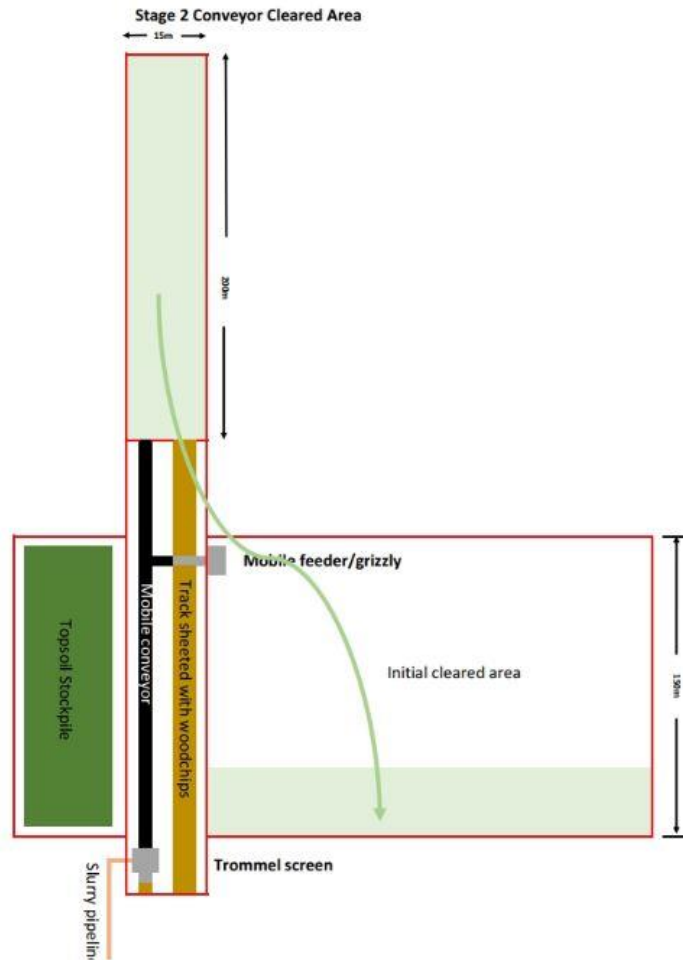 Stage 2 Conveyor Cleared Area
15m
200m
Mobile feeder/grizzly
Mobile conveyor
Track sheeted with woodchips
Topsoil Stockpile
Initial cleared area
150m
Trommel screen
Slurry pipeline